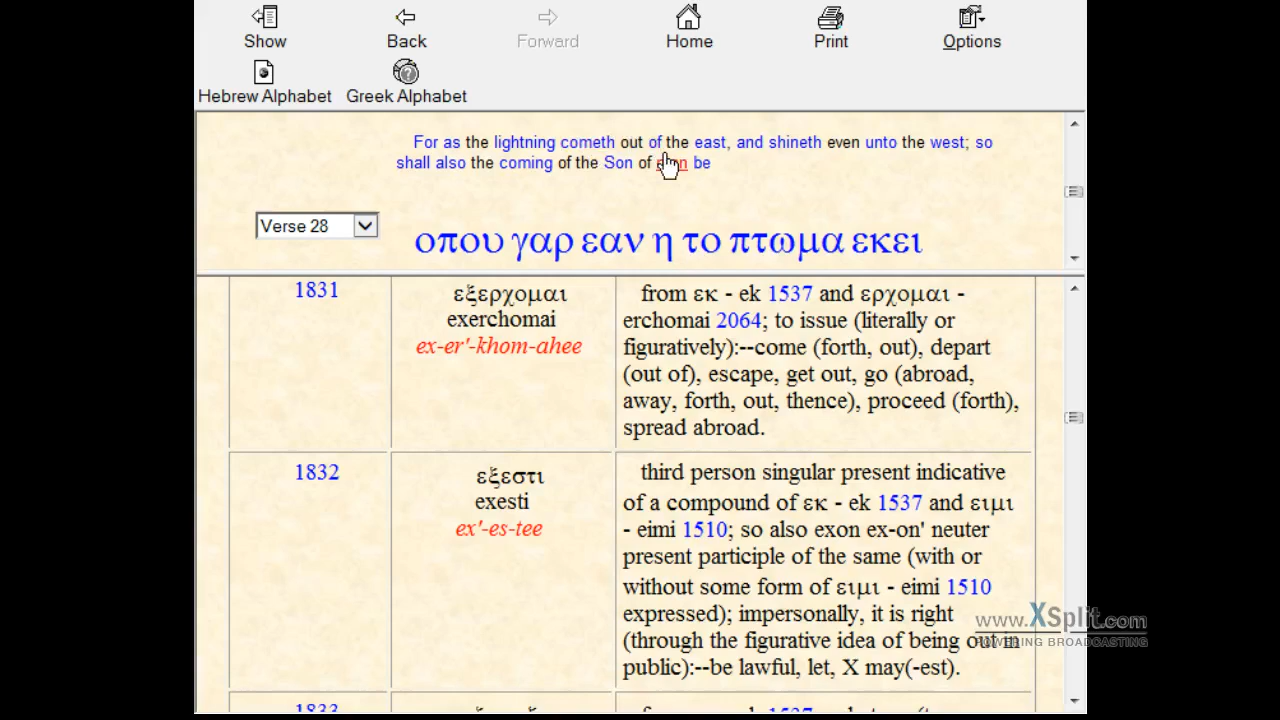 Show Back Forward Home Print Options
Hebrew Alphabet Greek Alphabet
For as the lightning cometh out of the east, and shineth even unto the west; so
shall also the coming of the Son of be
Verse 28
οπου γαρ εαν η το πτωμα εκει
1831
εξερχομαι
exerchomai
ex-er'-khom-ahee
from εκ - ek 1537 and ερχομαι -
erchomai 2064; to issue (literally or
figuratively):--come (forth, out), depart
(out of), escape, get out, go (abroad,
away, forth, out, thence), proceed (forth),
spread abroad.
1832
εξεστι
exesti
ex'-es-tee
third person singular present indicative
of a compound of εκ - ek 1537 and ειμι
- eimi 1510; so also exon ex-on' neuter
present participle of the same (with or
without some form of ειμι - eimi 1510
expressed); impersonally, it is right
(through the figurative idea of being out in
public):--be lawful, let, X may(-est).
1833
www.XSplit.com
POWERING BROADCASTING